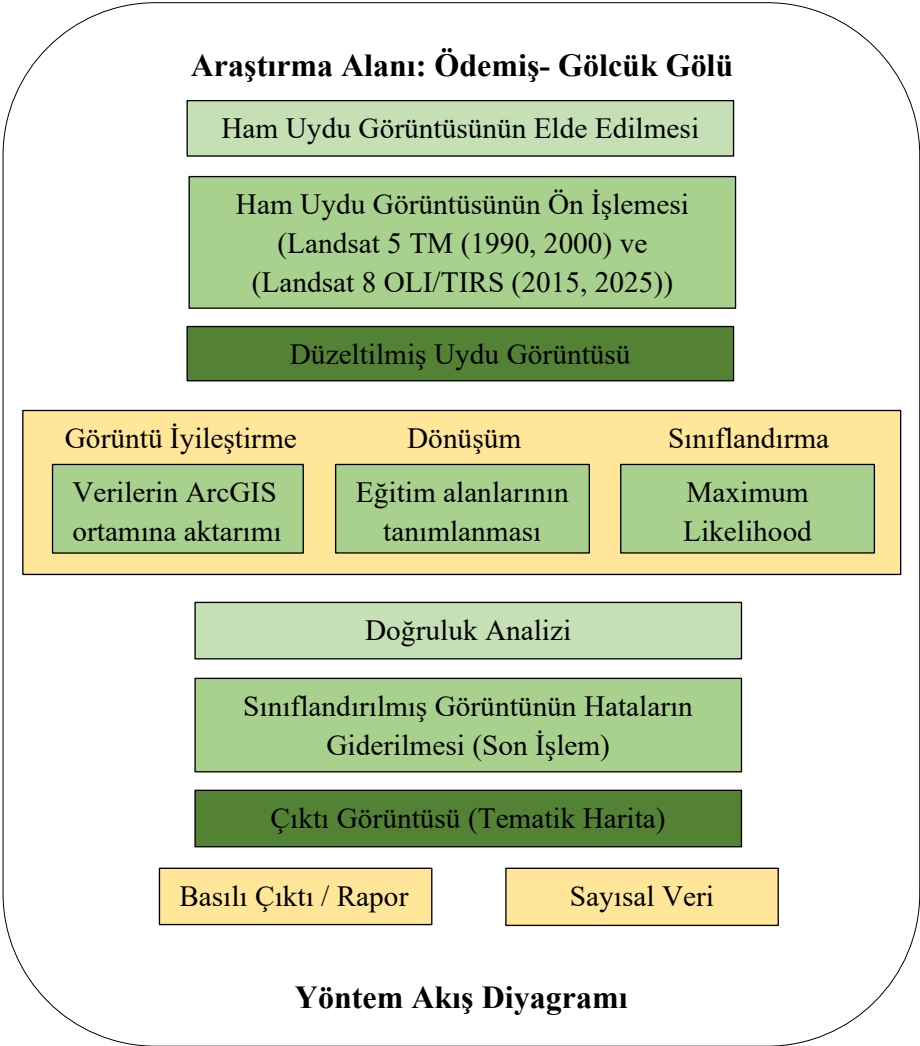 Araştırma Alanı: Ödemiş- Gölcük Gölü
Ham Uydu Görüntüsünün Elde Edilmesi
Ham Uydu Görüntüsünün Ön İşlemesi
(Landsat 5 TM (1990, 2000) ve
(Landsat 8 OLI/TIRS (2015, 2025))
Düzeltilmiş Uydu Görüntüsü
Görüntü İyileştirme
Verilerin ArcGIS
ortamına aktarımı
Dönüşüm
Eğitim alanlarının
tanımlanması
Sınıflandırma
Maximum
Likelihood
Doğruluk Analizi
Sınıflandırılmış Görüntünün Hataların
Giderilmesi (Son İşlem)
Çıktı Görüntüsü (Tematik Harita)
Basılı Çıktı / Rapor
Sayısal Veri
Yöntem Akış Diyagramı